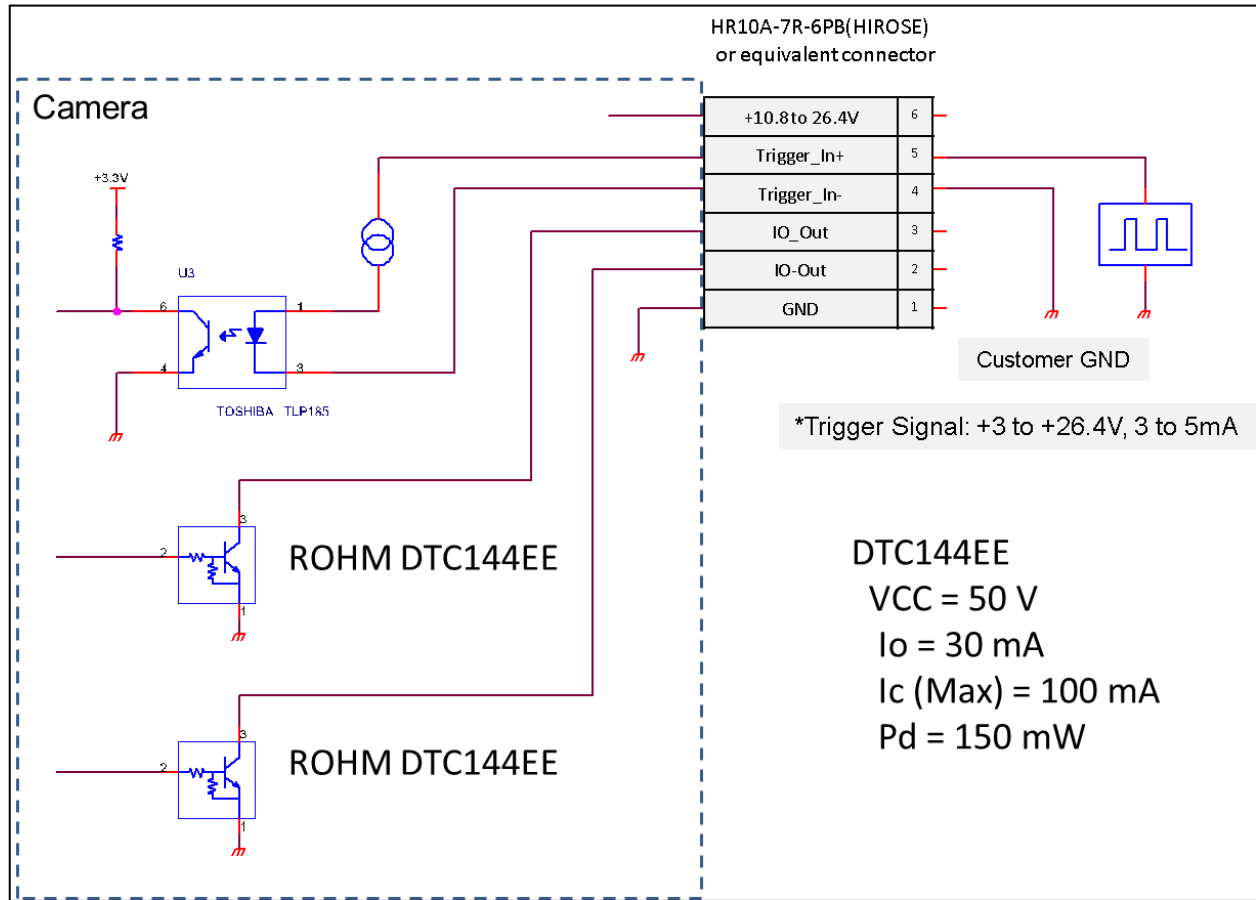 HR10A-7R-6PB(HIROSE)
or equivalent connector
Camera
+10.8 to 26.4V 6
Trigger_In+ 5
Trigger_In- 4
IO_Out 3
IO-Out 2
GND 1
+3.3V
U3
6 1
4 3
TOSHIBA TLP185
Customer GND
*Trigger Signal: +3 to +26.4V, 3 to 5mA
3
2
1
ROHM DTC144EE
DTC144EE
VCC = 50 V
Io = 30 mA
Ic (Max) = 100 mA
Pd = 150 mW
3
2
1
ROHM DTC144EE